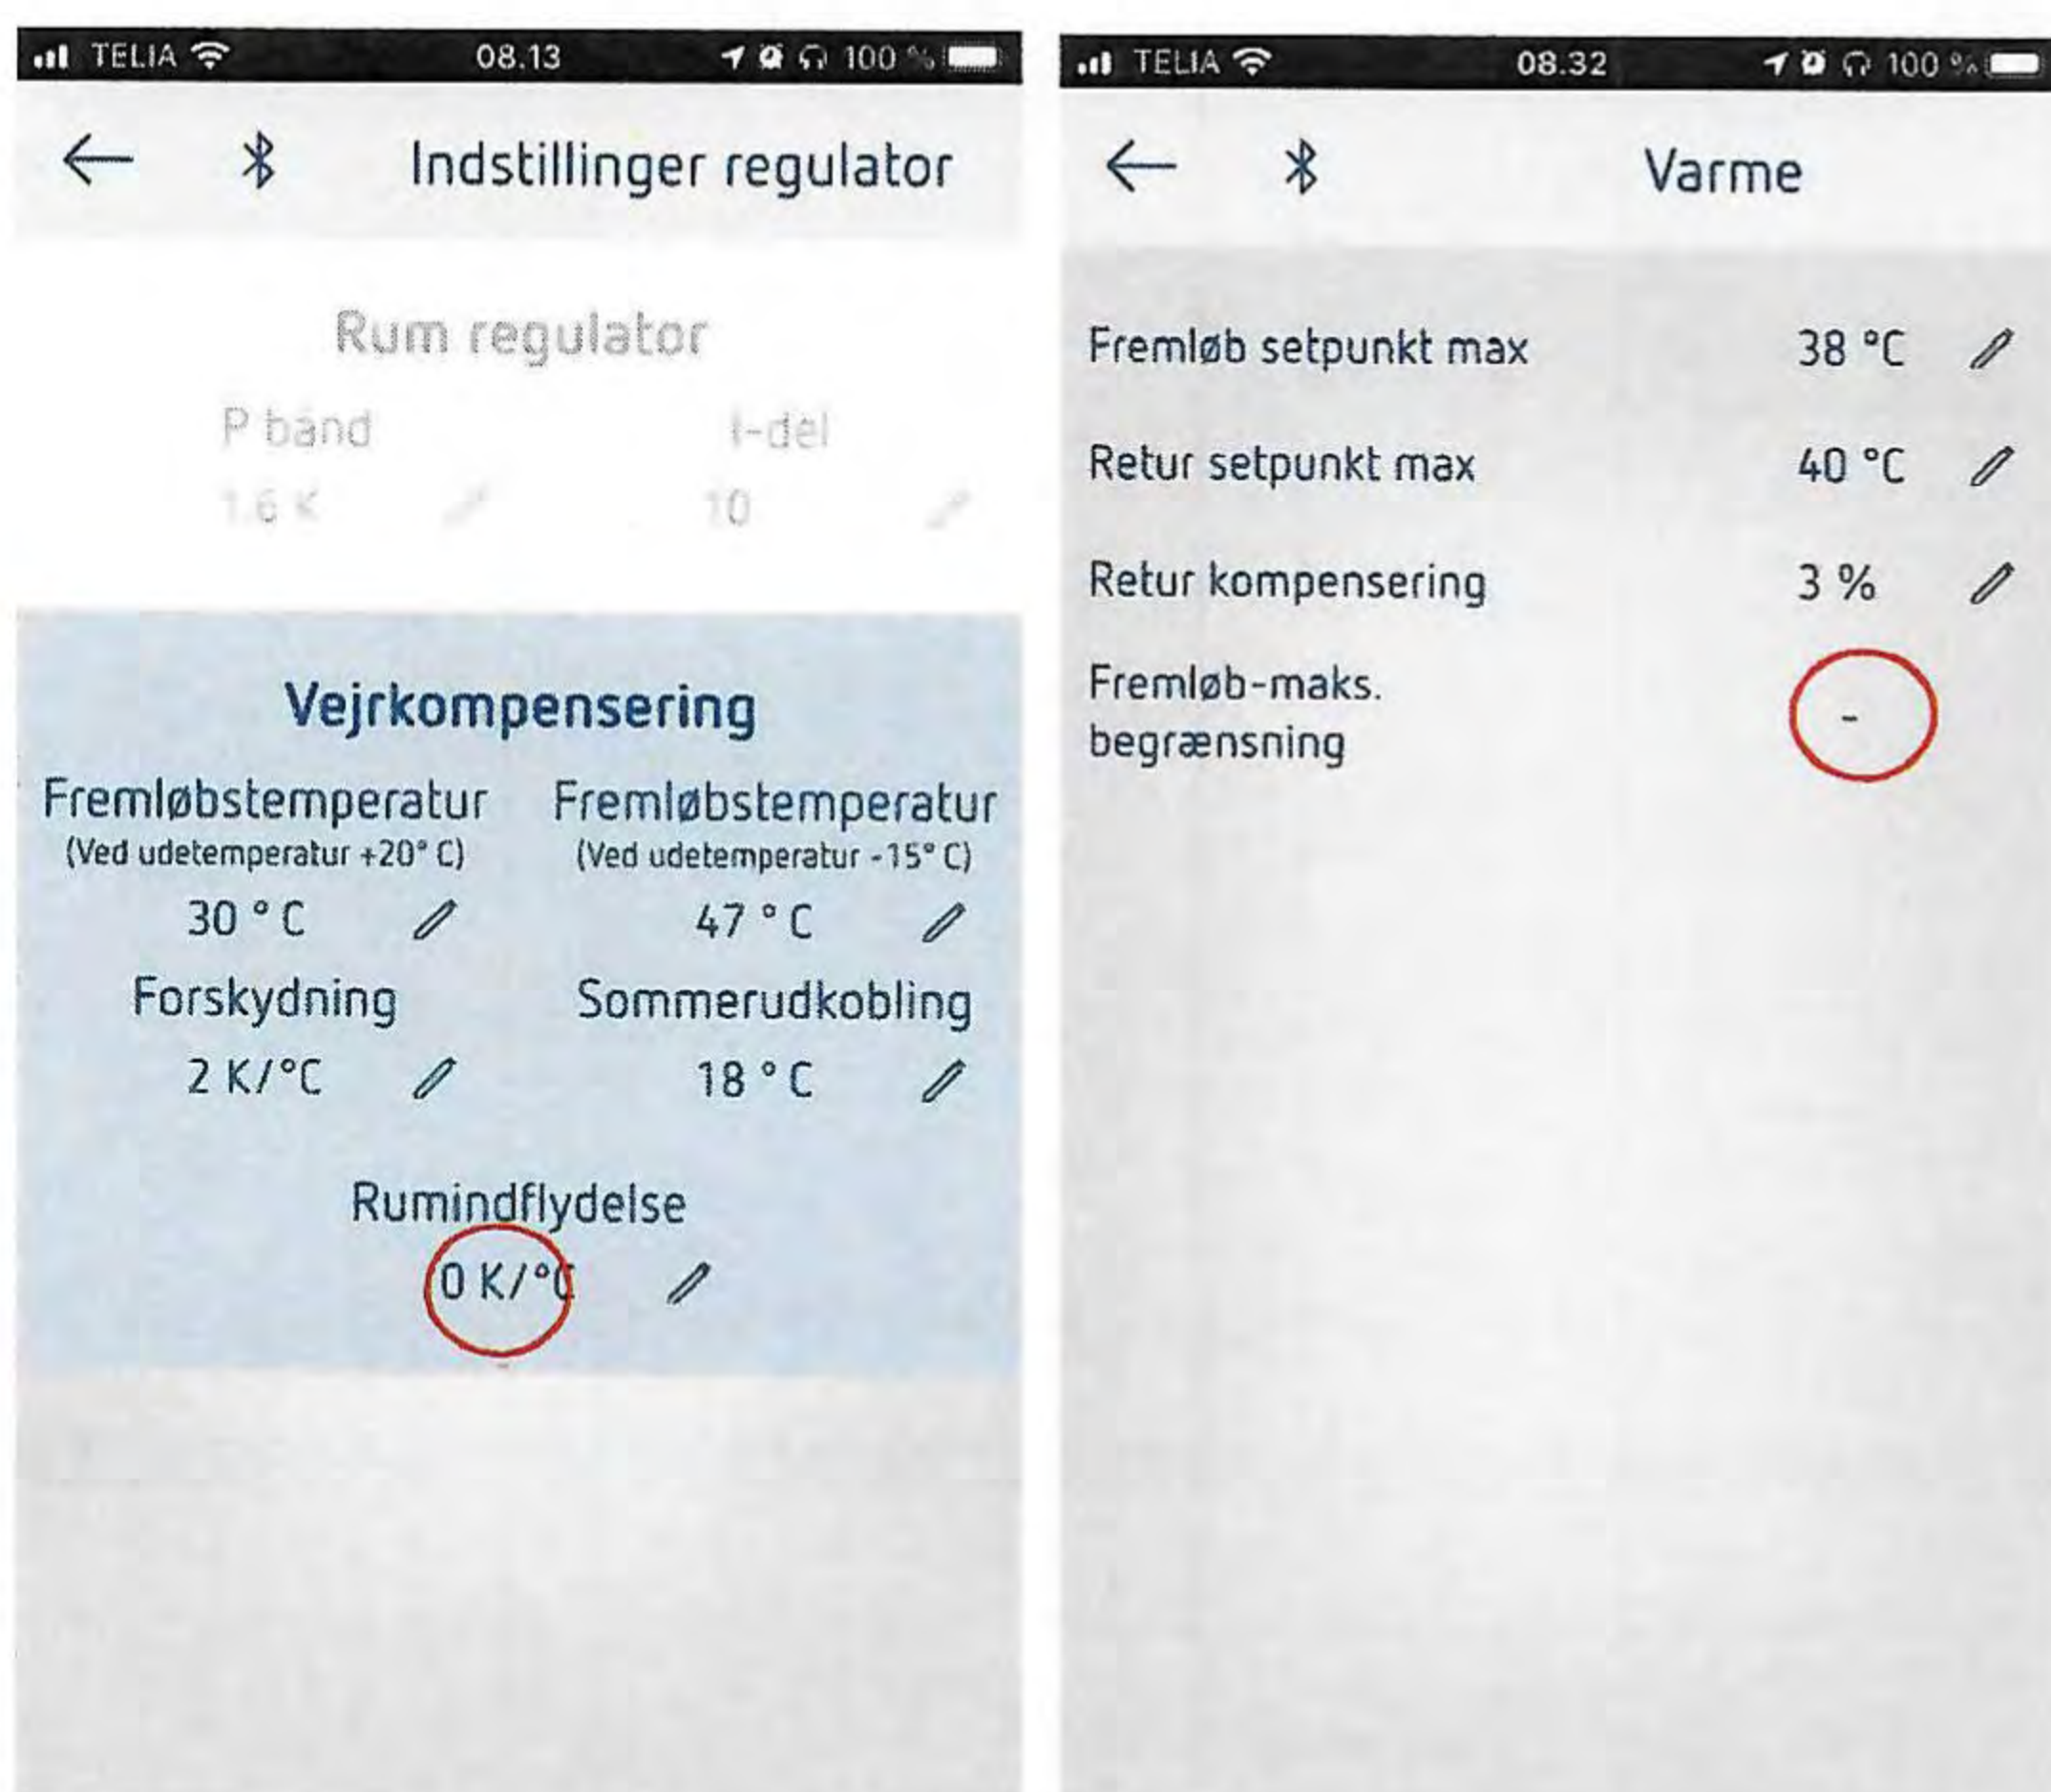 TELIA 08.13 100 %
Indstillinger regulator
Rum regulator
P bånd I-del
1.6 K 10
Vejrkompensering
Fremløbstemperatur Fremløbstemperatur
(Ved udetemperatur +20° C) (Ved udetemperatur -15° C)
30 ° C 47 ° C
Forskydning Sommerudkobling
2 K/°C 18 ° C
Rumindflydelse
0 K/°C
TELIA 08.32 100 %
Varme
Fremløb setpunkt max 38 °C
Retur setpunkt max 40 °C
Retur kompensering 3 %
Fremløb-maks.
begrænsning -